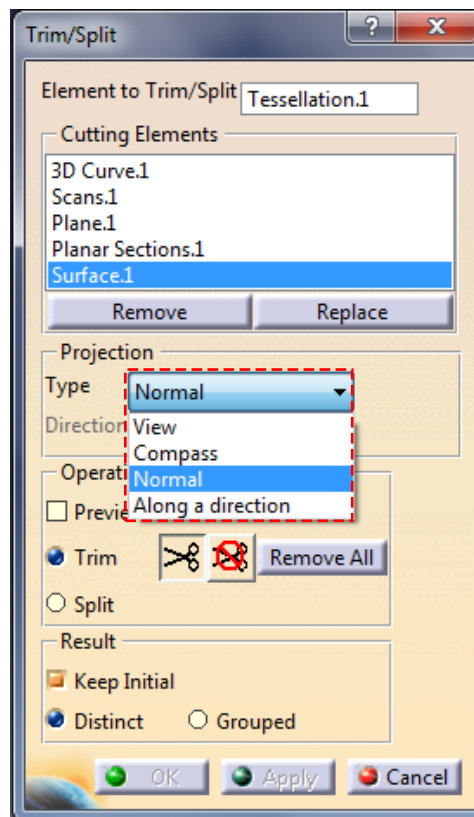 Trim/Split
?
X
Element to Trim/Split Tessellation.1
Cutting Elements
3D Curve.1
Scans.1
Plane.1
Planar Sections.1
Surface.1
Remove Replace
Projection
Type Normal
Direction View
Compass
Operat Normal
Previe Along a direction
Trim Remove All
Split
Result
Keep Initial
Distinct Grouped
OK Apply Cancel